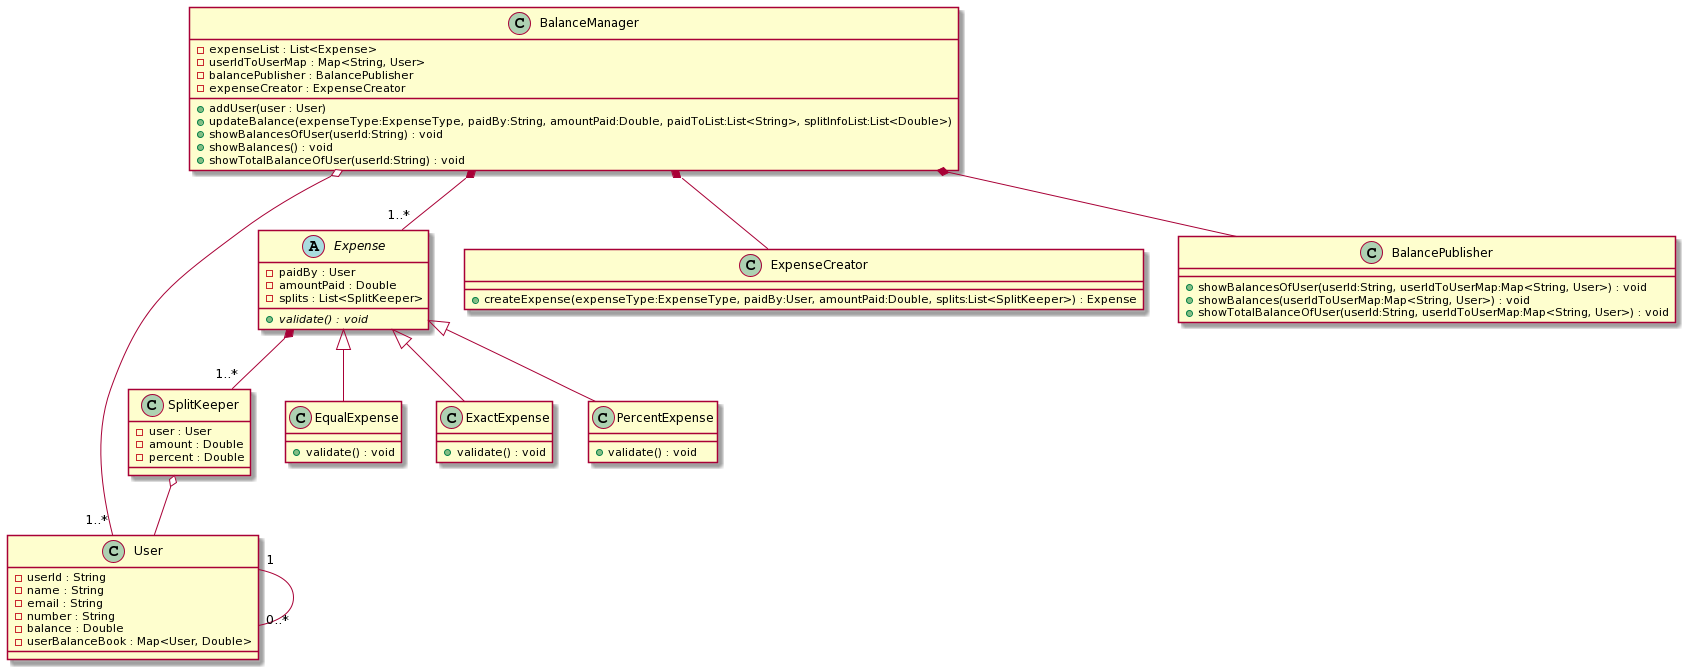 C BalanceManager
expenseList : List<Expense>
userIdToUserMap : Map<String, User>
balancePublisher : BalancePublisher
expenseCreator : ExpenseCreator
addUser(user : User)
updateBalance(expenseType:ExpenseType, paidBy:String, amountPaid:Double, paidToList:List<String>, splitInfoList:List<Double>)
showBalancesOfUser(userId:String) : void
showBalances() : void
showTotalBalanceOfUser(userId:String) : void
1..*
A Expense
paidBy : User
amountPaid : Double
splits : List<SplitKeeper>
validate() : void
C ExpenseCreator
createExpense(expenseType:ExpenseType, paidBy:User, amountPaid:Double, splits:List<SplitKeeper>) : Expense
C BalancePublisher
showBalancesOfUser(userId:String, userIdToUserMap:Map<String, User>) : void
showBalances(userIdToUserMap:Map<String, User>) : void
showTotalBalanceOfUser(userId:String, userIdToUserMap:Map<String, User>) : void
1..*
C SplitKeeper
user : User
amount : Double
percent : Double
C EqualExpense
validate() : void
C ExactExpense
validate() : void
C PercentExpense
validate() : void
1..*
C User
userId : String
name : String
email : String
number : String
balance : Double
userBalanceBook : Map<User, Double>
1
0..*